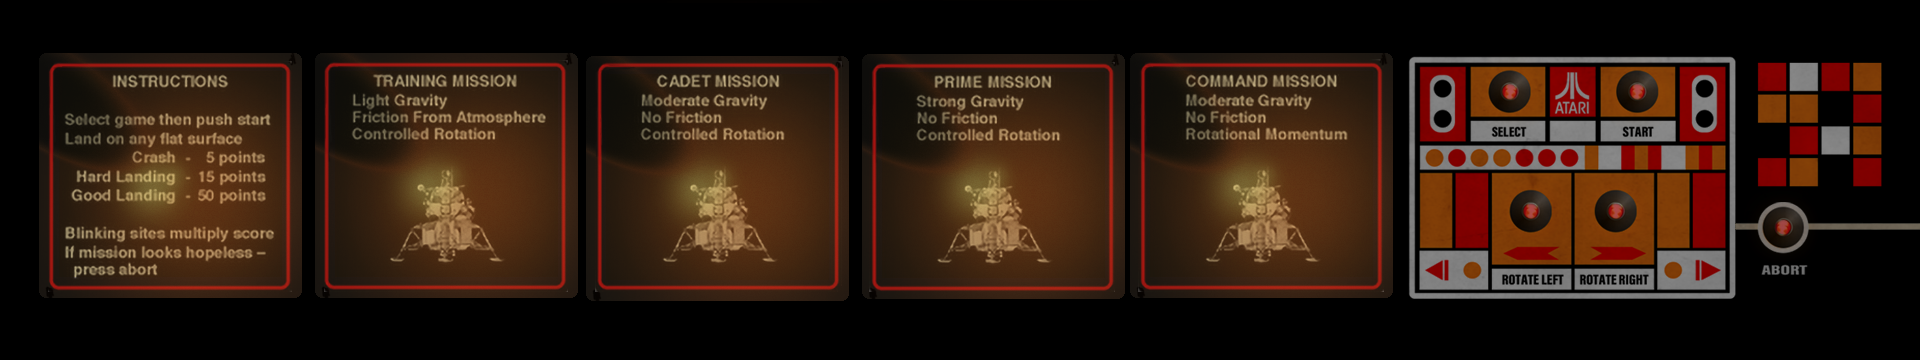 INSTRUCTIONS
Select game then push start
Land on any flat surface
Crash - 5 points
Hard Landing - 15 points
Good Landing - 50 points
Blinking sites multiply score
If mission looks hopeless –
press abort
TRAINING MISSION
Light Gravity
Friction From Atmosphere
Controlled Rotation
CADET MISSION
Moderate Gravity
No Friction
Controlled Rotation
PRIME MISSION
Strong Gravity
No Friction
Controlled Rotation
COMMAND MISSION
Moderate Gravity
No Friction
Rotational Momentum
ATARI
SELECT
START
ROTATE LEFT
ROTATE RIGHT
ABORT